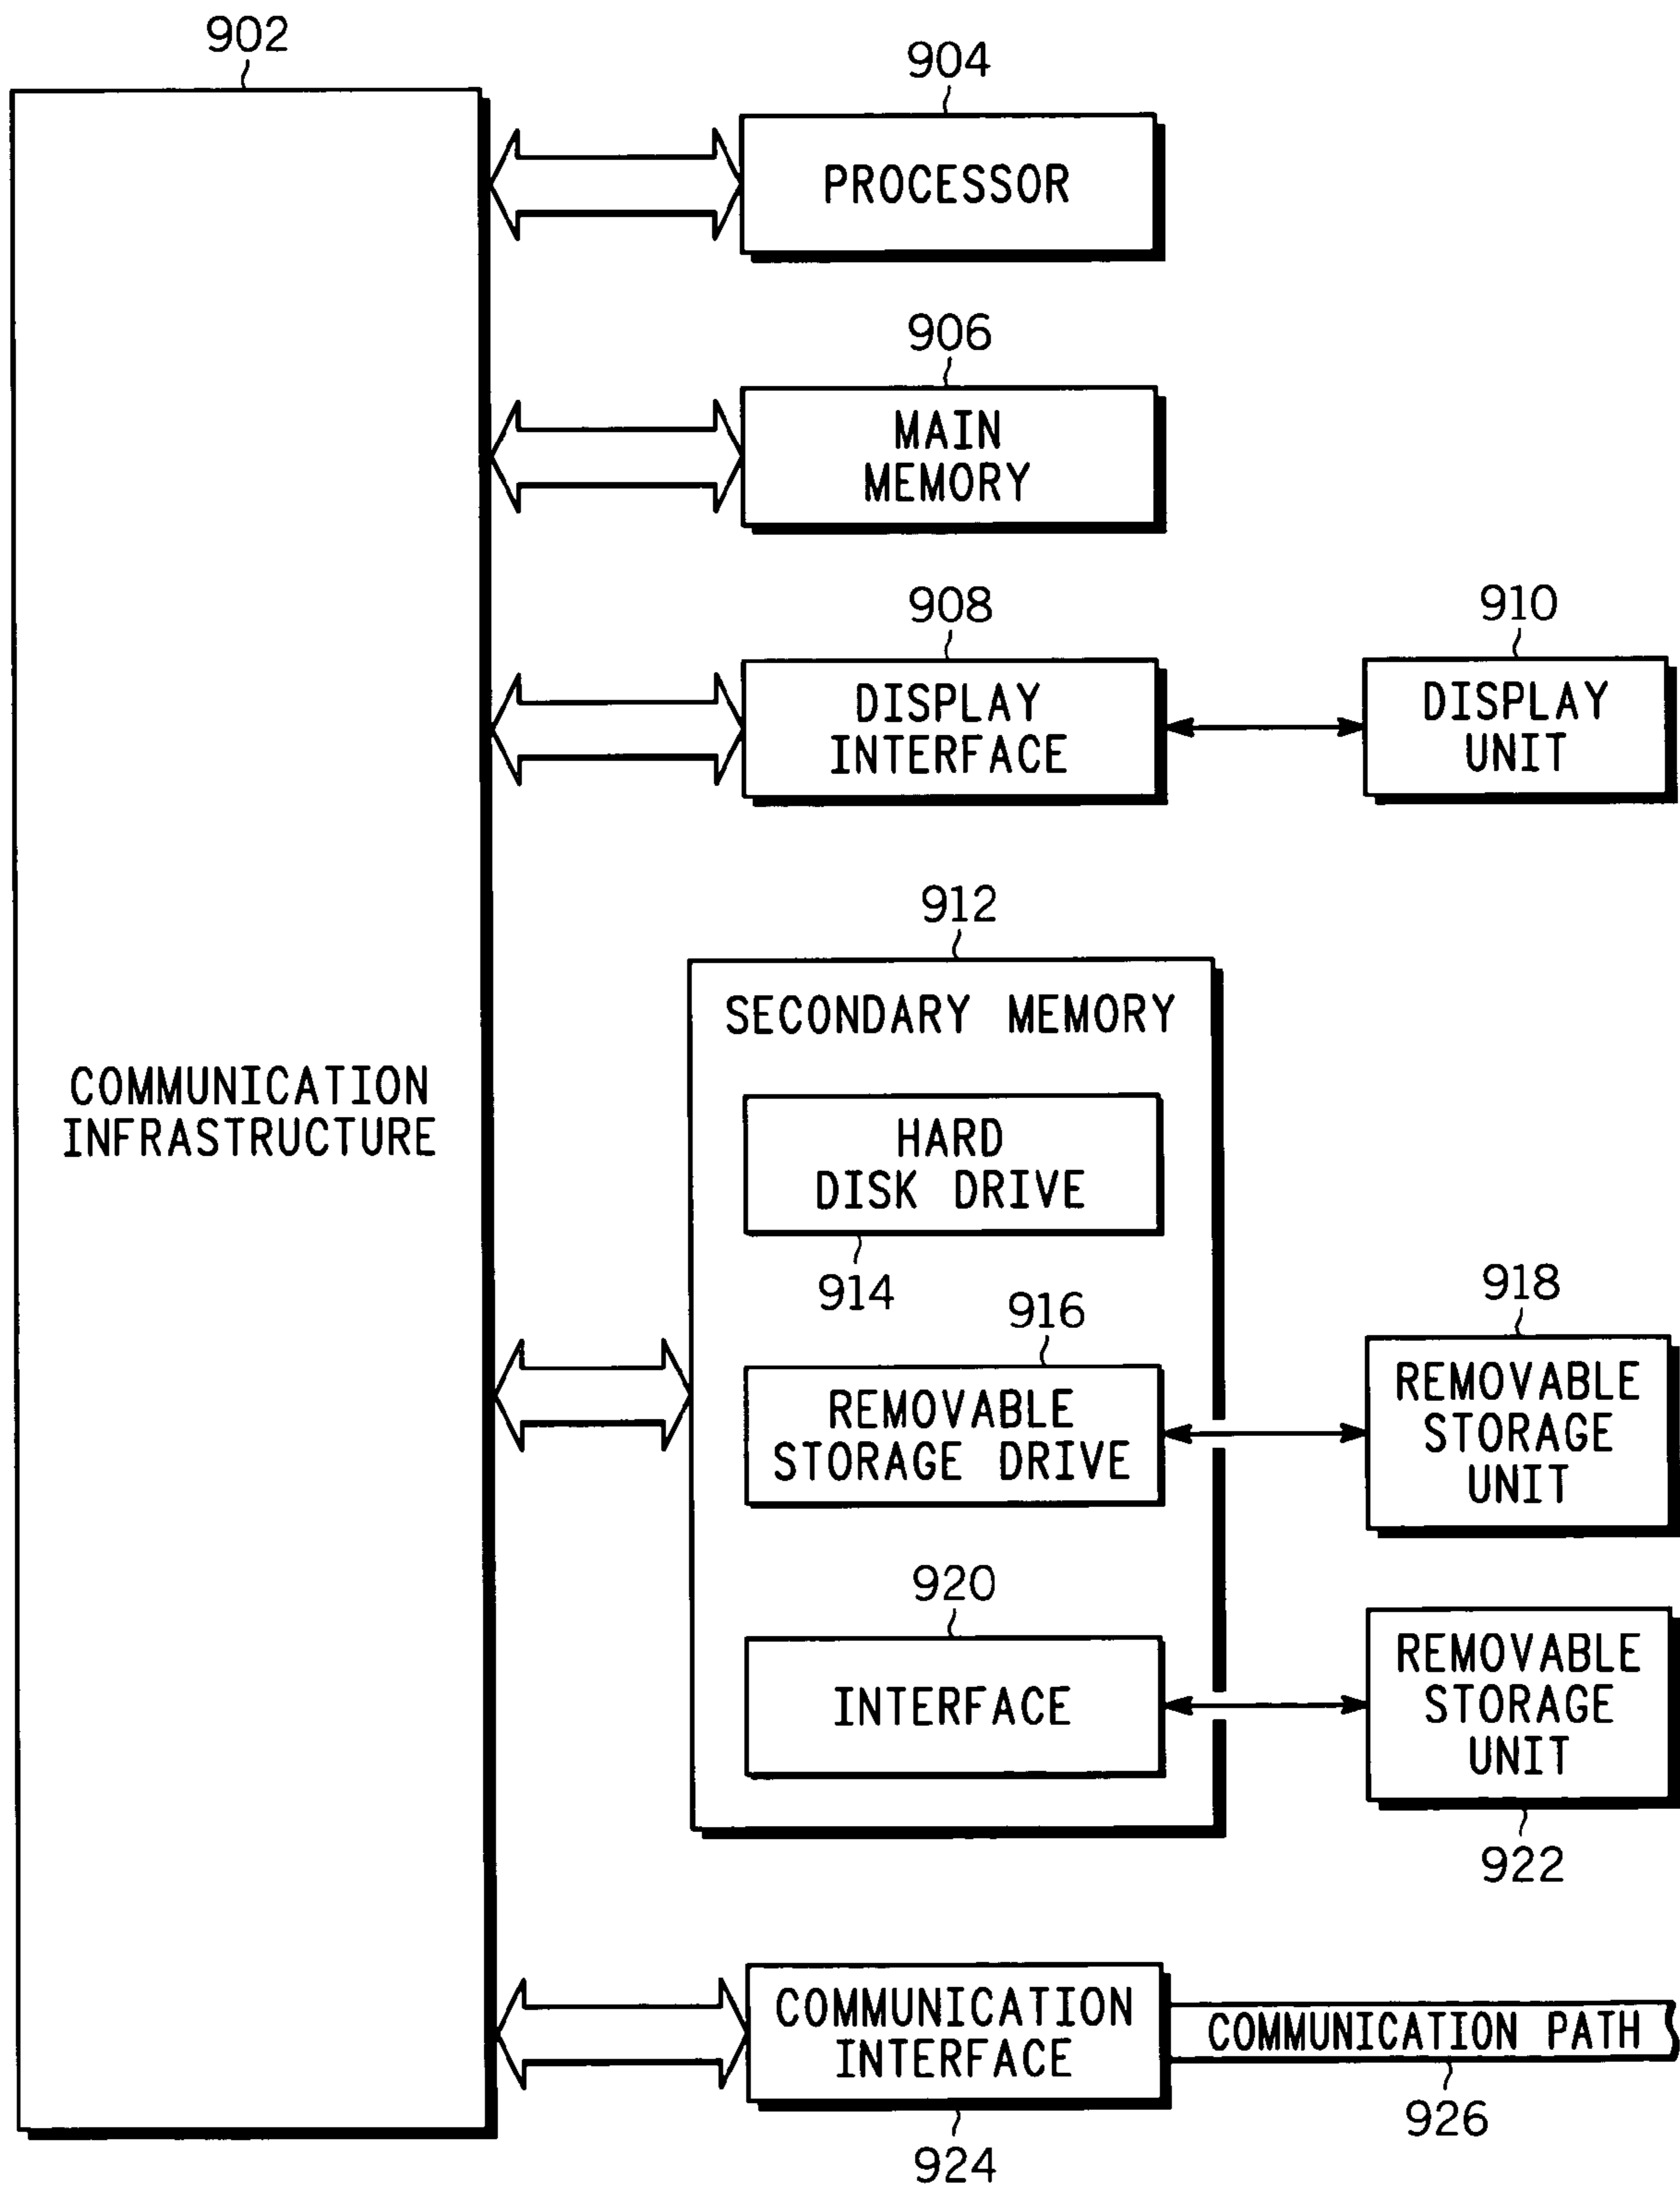 902
904
PROCESSOR
906
MAIN
MEMORY
908
DISPLAY
INTERFACE
910
DISPLAY
UNIT
912
SECONDARY MEMORY
COMMUNICATION
INFRASTRUCTURE
HARD
DISK DRIVE
914
916
REMOVABLE
STORAGE DRIVE
918
REMOVABLE
STORAGE
UNIT
920
INTERFACE
REMOVABLE
STORAGE
UNIT
922
COMMUNICATION
INTERFACE
924
COMMUNICATION PATH
926